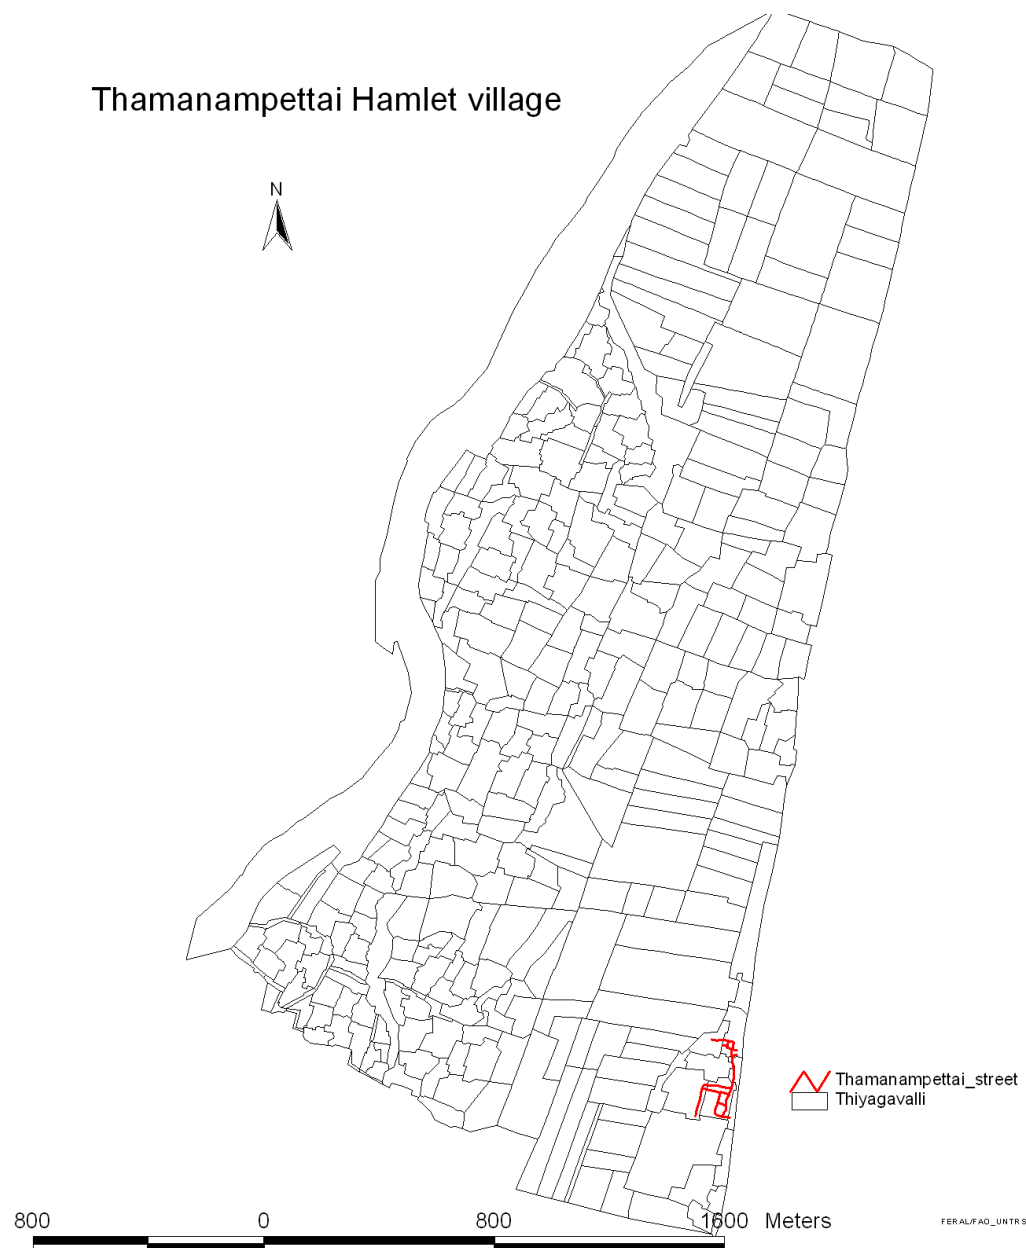 Thamanampettai Hamlet village
N
Thamanampettai_street
Thiyagavalli
800 0 800 1600 Meters
FERAL/FAO_UNTRS